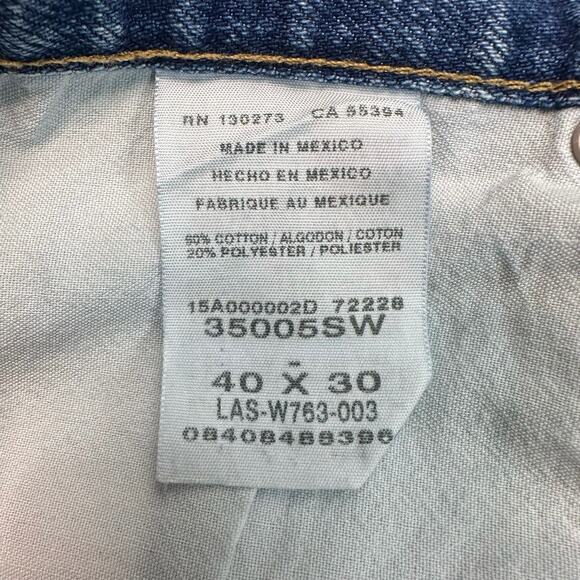 RN 130273 CA 55394
MADE IN MEXICO
HECHO EN MEXICO
FABRIQUE AU MEXIQUE
80% COTTON / ALGODON / COTON
20% POLYESTER / POLIESTER
15A000002D 72228
35005SW
-
40 X 30
LAS-W763-003
08408488396